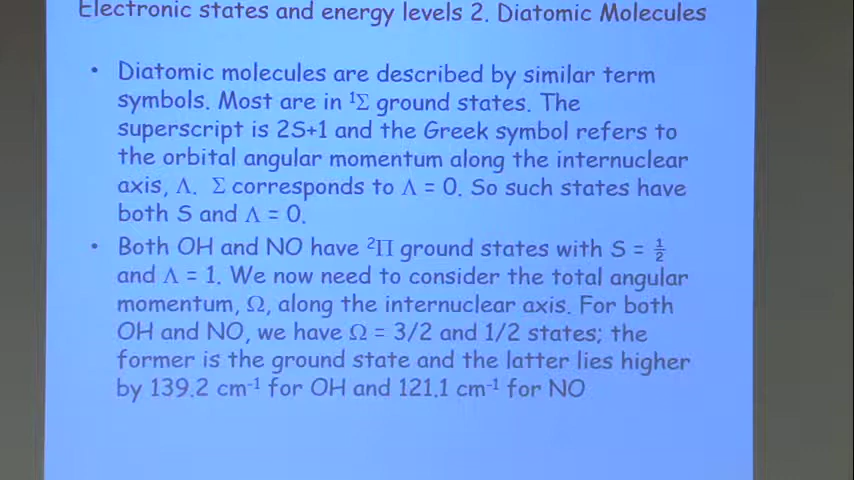 Electronic states and energy levels 2. Diatomic Molecules
• Diatomic molecules are described by similar term
symbols. Most are in ¹Σ ground states. The
superscript is 2S+1 and the Greek symbol refers to
the orbital angular momentum along the internuclear
axis, Λ. Σ corresponds to Λ = 0. So such states have
both S and Λ = 0.
• Both OH and NO have ²Π ground states with S = ½
and Λ = 1. We now need to consider the total angular
momentum, Ω, along the internuclear axis. For both
OH and NO, we have Ω = 3/2 and 1/2 states; the
former is the ground state and the latter lies higher
by 139.2 cm⁻¹ for OH and 121.1 cm⁻¹ for NO